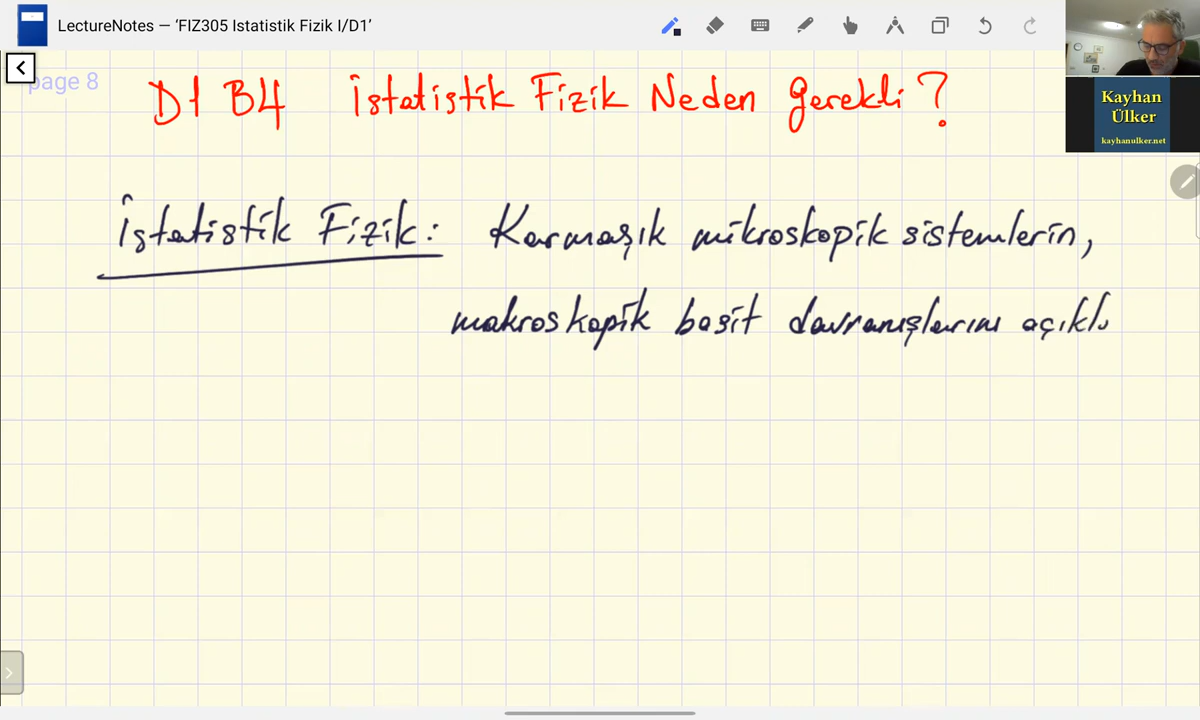 LectureNotes — ‘FIZ305 Istatistik Fizik I/D1’
page 8
D1 B4 İstatistik Fizik Neden Gerekli?
Kayhan
Ülker
kayhanulker.net
İstatistik Fizik: Karmaşık mikroskopik sistemlerin,
makroskopik basit davranışlarını açıklı